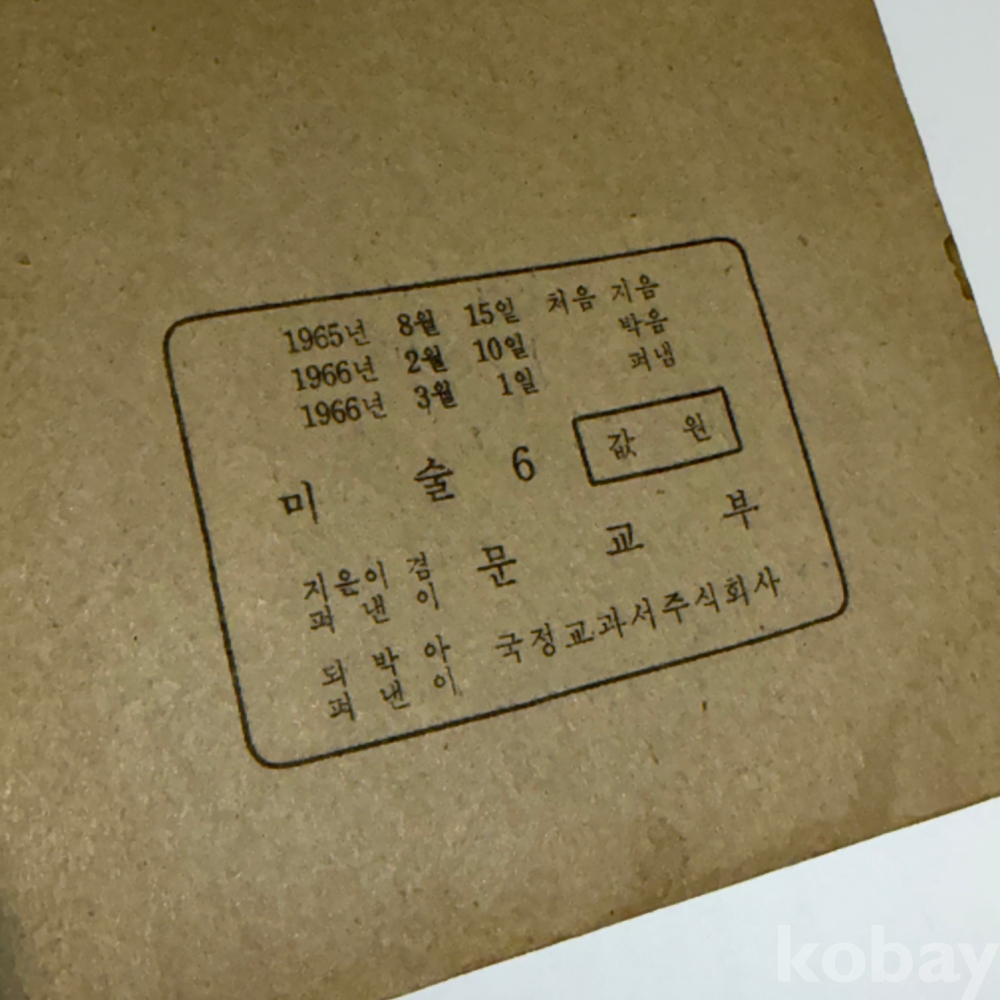 1965년 8월 15일 처음 지음
1966년 2월 10일 박음
1966년 3월 1일 펴냄
미 술 6 값 원
지은이 겸
펴 낸 이 문 교 부
되 박 아
펴 낸 이 국정교과서주식회사
kobay